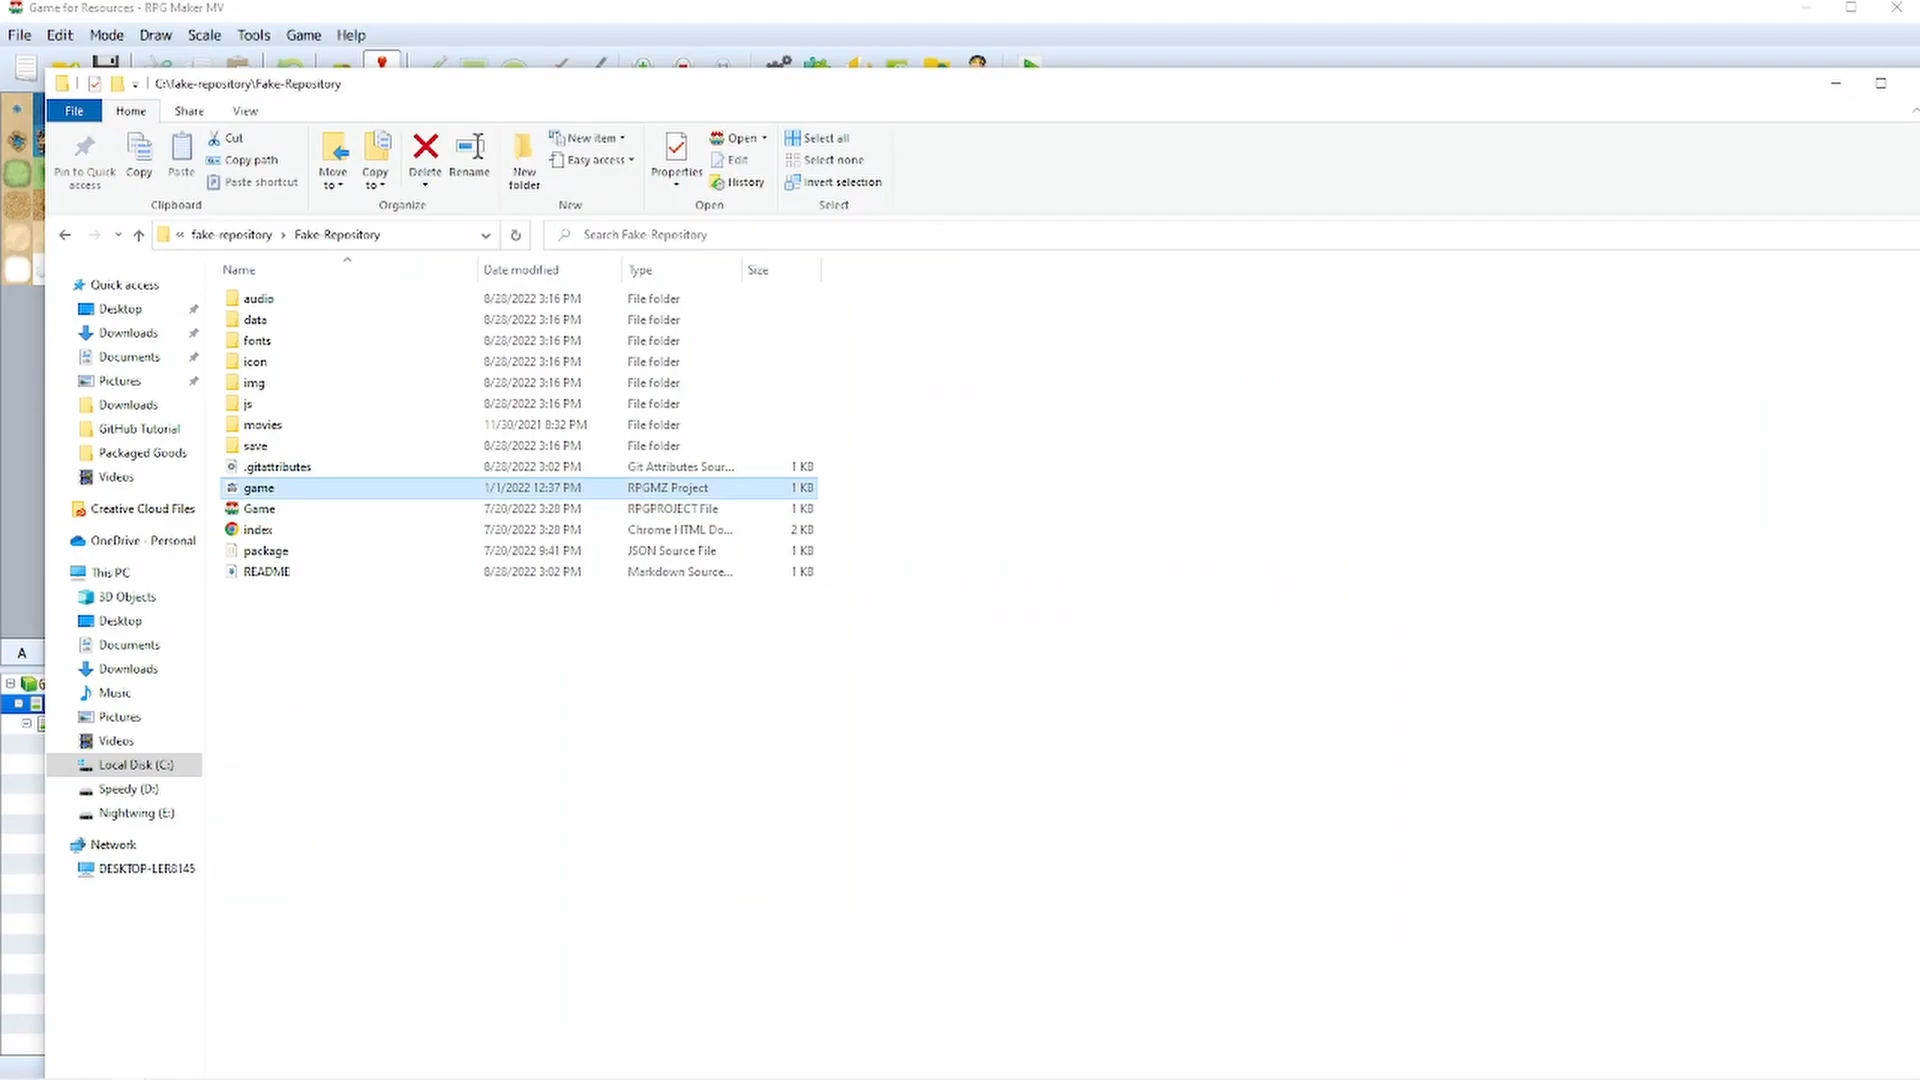 Game for Resources - RPG Maker MV
File Edit Mode Draw Scale Tools Game Help
C:\fake-repository\Fake-Repository
File Home Share View
Pin to Quick access
Copy
Paste
Cut
Copy path
Paste shortcut
Clipboard
Move to
Copy to
Delete
Rename
Organize
New folder
New item
Easy access
New
Properties
Open
Edit
History
Open
Select all
Select none
Invert selection
Select
« fake-repository › Fake-Repository
Search Fake-Repository
Name Date modified Type Size
audio 8/28/2022 3:16 PM File folder
data 8/28/2022 3:16 PM File folder
fonts 8/28/2022 3:16 PM File folder
icon 8/28/2022 3:16 PM File folder
img 8/28/2022 3:16 PM File folder
js 8/28/2022 3:16 PM File folder
movies 11/30/2021 8:32 PM File folder
save 8/28/2022 3:16 PM File folder
.gitattributes 8/28/2022 3:02 PM Git Attributes Sour... 1 KB
game 1/1/2022 12:37 PM RPGMZ Project 1 KB
Game 7/20/2022 3:28 PM RPGPROJECT File 1 KB
index 7/20/2022 3:28 PM Chrome HTML Do... 2 KB
package 7/20/2022 9:41 PM JSON Source File 1 KB
README 8/28/2022 3:02 PM Markdown Source... 1 KB
Quick access
Desktop
Downloads
Documents
Pictures
Downloads
GitHub Tutorial
Packaged Goods
Videos
Creative Cloud Files
OneDrive - Personal
This PC
3D Objects
Desktop
Documents
Downloads
Music
Pictures
Videos
Local Disk (C:)
Speedy (D:)
Nightwing (E:)
Network
DESKTOP-LER8145
A
G